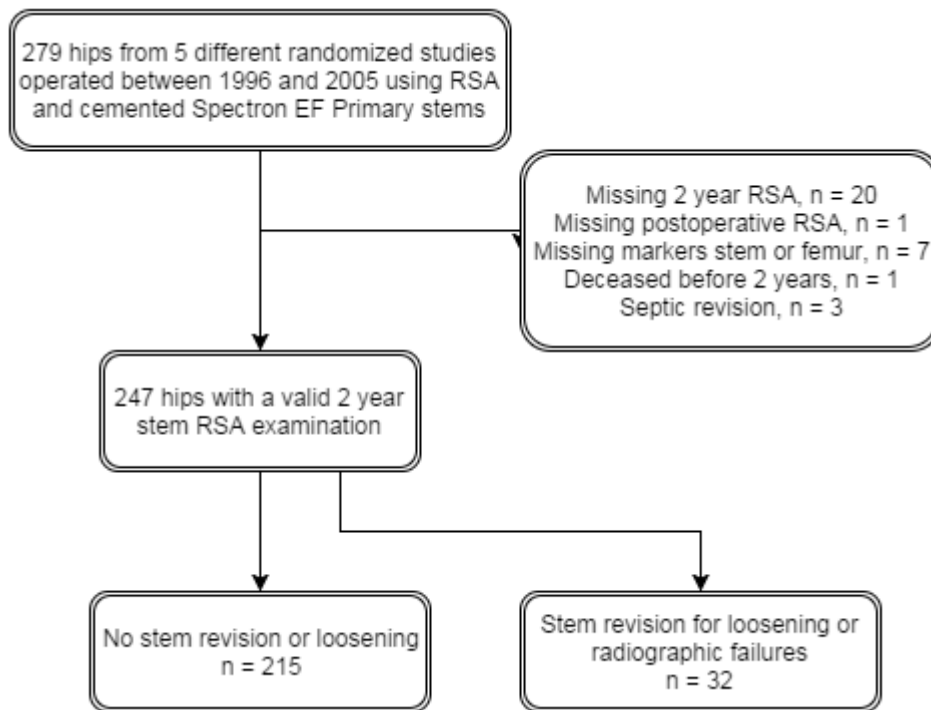 279 hips from 5 different randomized studies
operated between 1996 and 2005 using RSA
and cemented Spectron EF Primary stems
Missing 2 year RSA, n = 20
Missing postoperative RSA, n = 1
Missing markers stem or femur, n = 7
Deceased before 2 years, n = 1
Septic revision, n = 3
247 hips with a valid 2 year
stem RSA examination
No stem revision or loosening
n = 215
Stem revision for loosening or
radiographic failures
n = 32